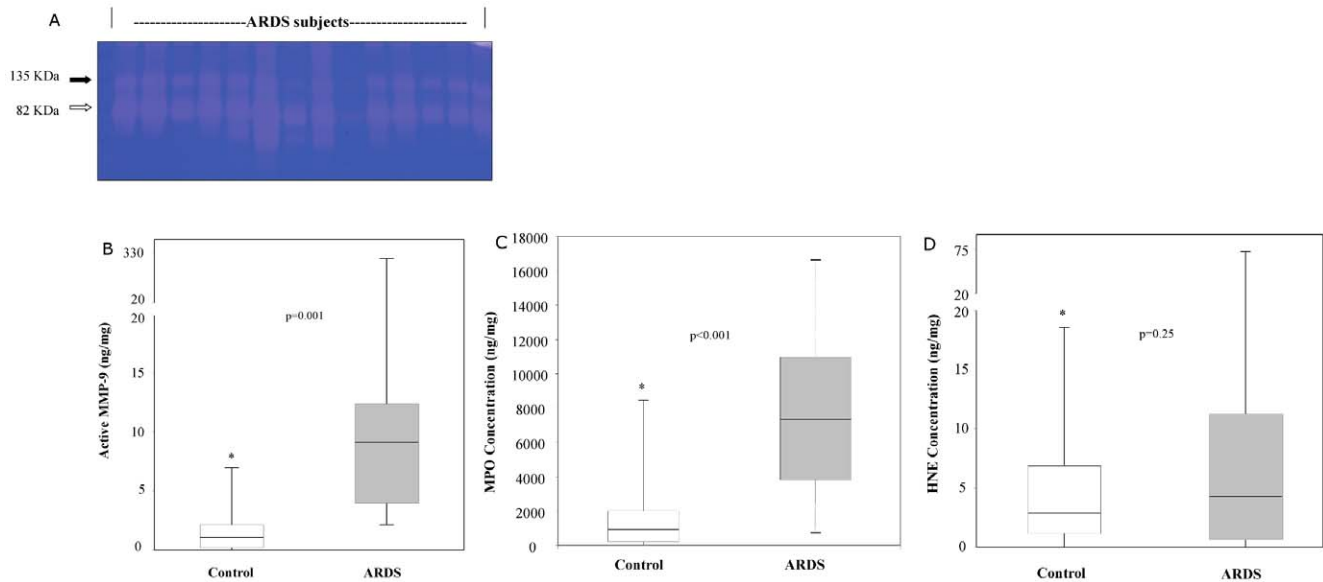 A
|----------------------ARDS subjects----------------------|
135 KDa
82 KDa
B
330
20
20
15
10
5
0
Active MMP-9 (ng/mg)
p=0.001
*
Control
ARDS
C
18000
16000
14000
12000
10000
8000
6000
4000
2000
0
MPO Concentration (ng/mg)
p<0.001
*
Control
ARDS
D
75
20
20
15
10
5
0
HNE Concentration (ng/mg)
*
p=0.25
Control
ARDS